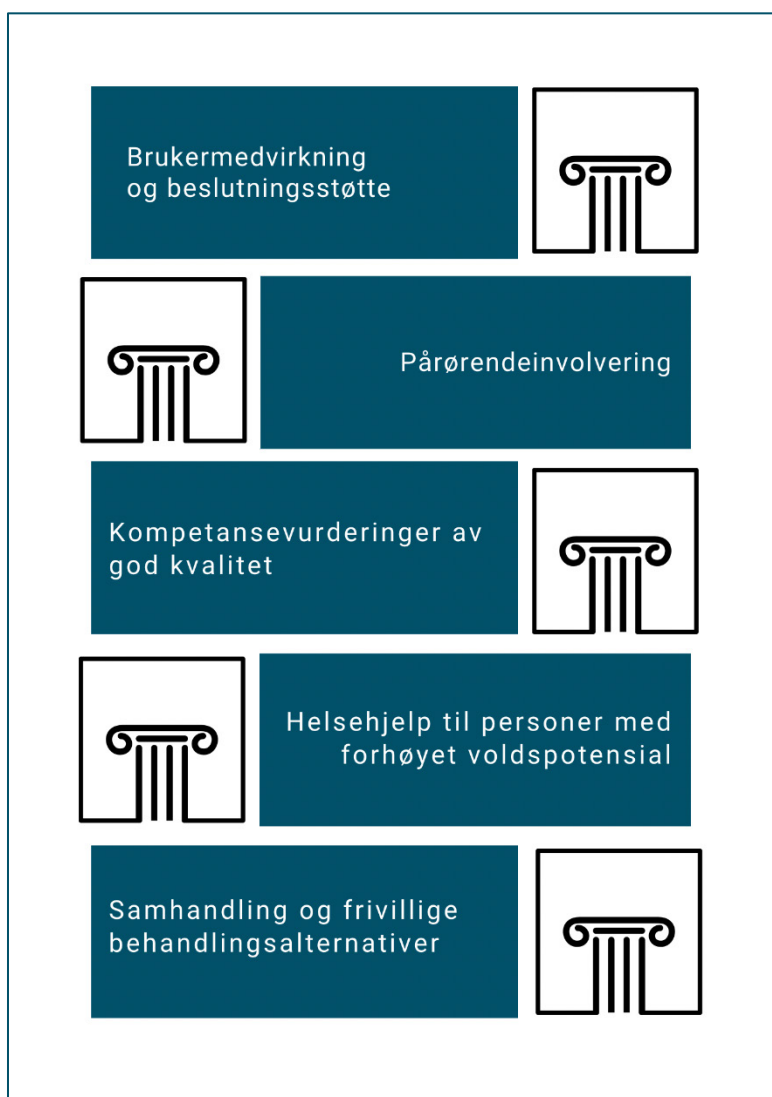 Brukermedvirkning
og beslutningsstøtte
Pårørendeinvolvering
Kompetansevurderinger av
god kvalitet
Helsehjelp til personer med
forhøyet voldspotensial
Samhandling og frivillige
behandlingsalternativer